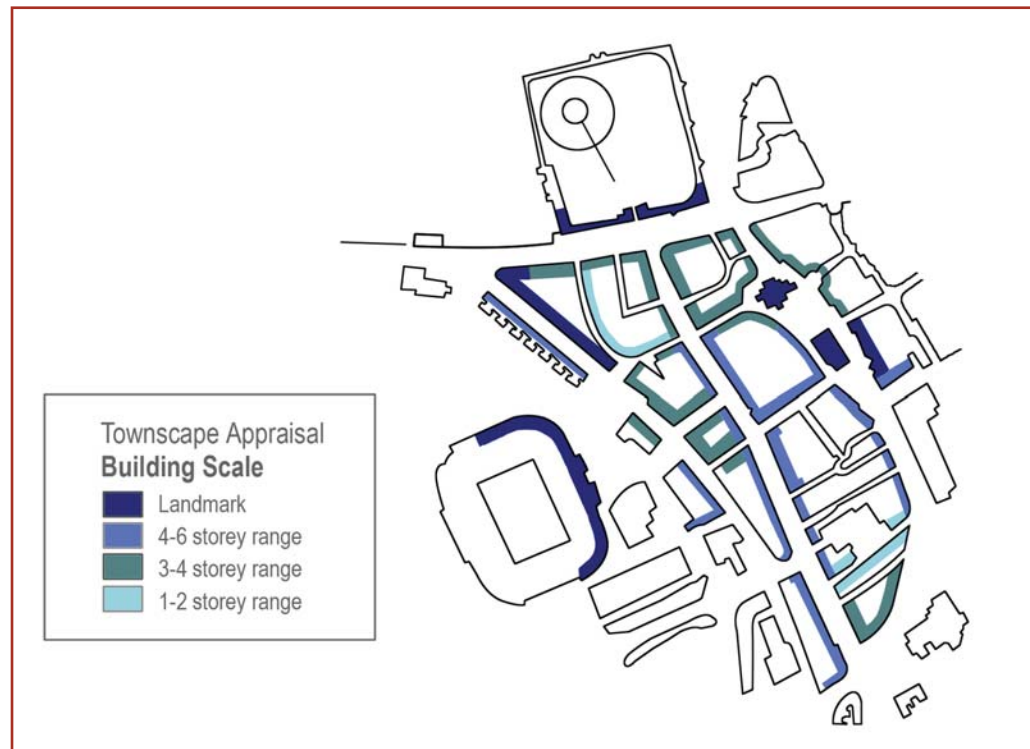 Townscape Appraisal
Building Scale
Landmark
4-6 storey range
3-4 storey range
1-2 storey range